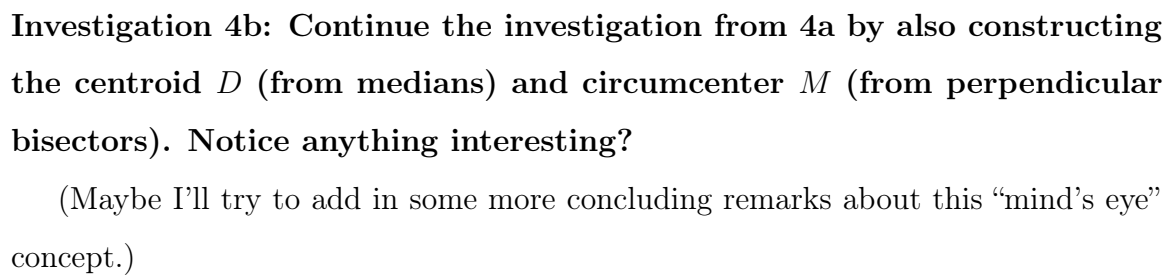 Investigation 4b: Continue the investigation from 4a by also constructing
the centroid D (from medians) and circumcenter M (from perpendicular
bisectors). Notice anything interesting?
(Maybe I'll try to add in some more concluding remarks about this “mind's eye”
concept.)